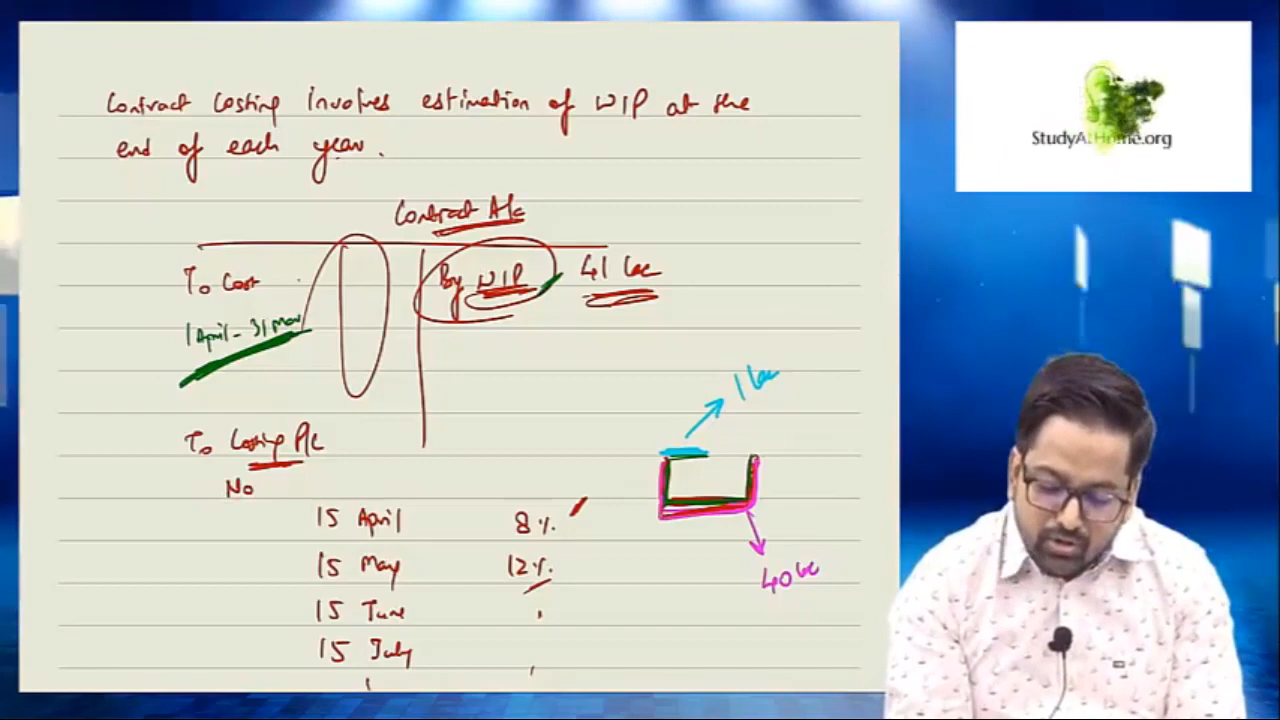 Contract Costing involves estimation of WIP at the
end of each year.
Contract A/c
To Cost
By WIP 41 lac
1 April - 31 Mar
To Costing P/L
No
15 April 8%
15 May 12%
15 June
15 July
1 lac
40 lac
StudyAtHome.org